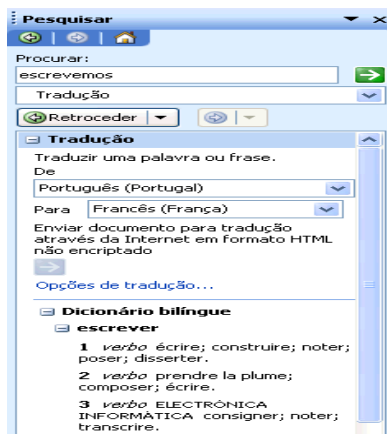 Pesquisar
Procurar:
escrevemos
Tradução
Retroceder
Tradução
Traduzir uma palavra ou frase.
De
Português (Portugal)
Para Francês (França)
Enviar documento para tradução
através da Internet em formato HTML
não encriptado
Opções de tradução...
Dicionário bilíngue
escrever
1 verbo écrire; construire; noter;
poser; disserter.
2 verbo prendre la plume;
composer; écrire.
3 verbo ELECTRÓNICA
INFORMÁTICA consigner; noter;
transcrire.